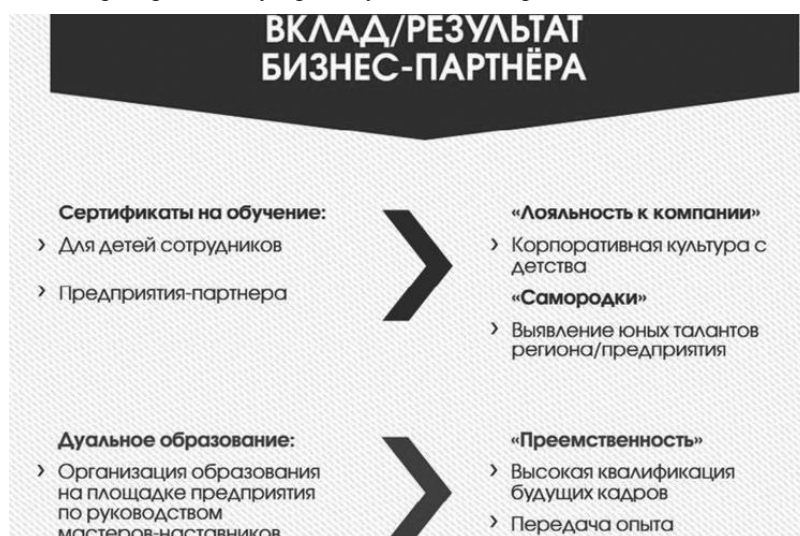 ВКЛАД/РЕЗУЛЬТАТ
БИЗНЕС-ПАРТНЁРА
Сертификаты на обучение:
› Для детей сотрудников
› Предприятия-партнера
«Лояльность к компании»
› Корпоративная культура с
детства
«Самородки»
› Выявление юных талантов
региона/предприятия
Дуальное образование:
› Организация образования
на площадке предприятия
по руководством
мастеров-наставников
«Преемственность»
› Высокая квалификация
будущих кадров
› Передача опыта